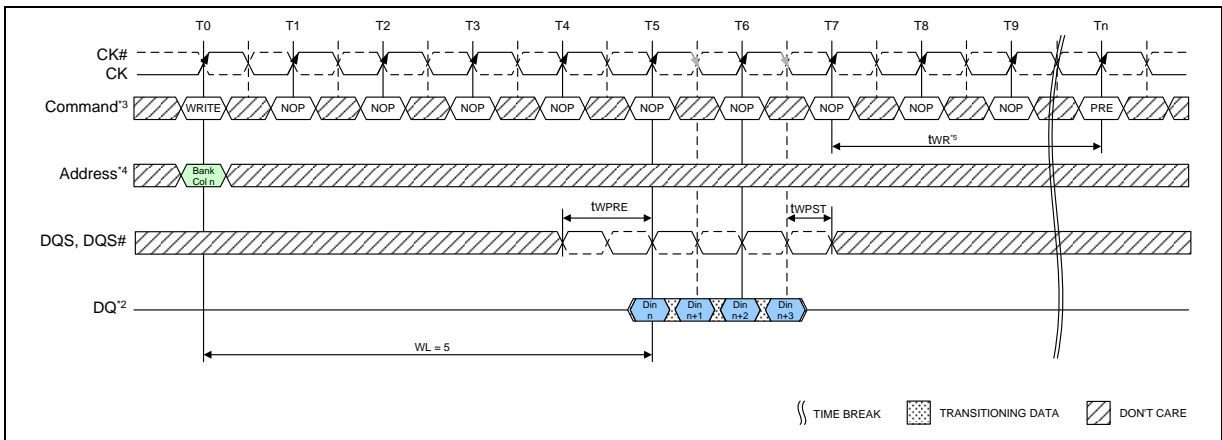 T0 T1 T2 T3 T4 T5 T6 T7 T8 T9 Tn
CK#
CK
Command*3 WRITE NOP NOP NOP NOP NOP NOP NOP NOP NOP PRE
tWR*5
Address*4 Bank Col n
tWPRE tWPST
DQS, DQS#
DQ*2 Din n Din n+1 Din n+2 Din n+3
WL = 5
TIME BREAK TRANSITIONING DATA DON'T CARE